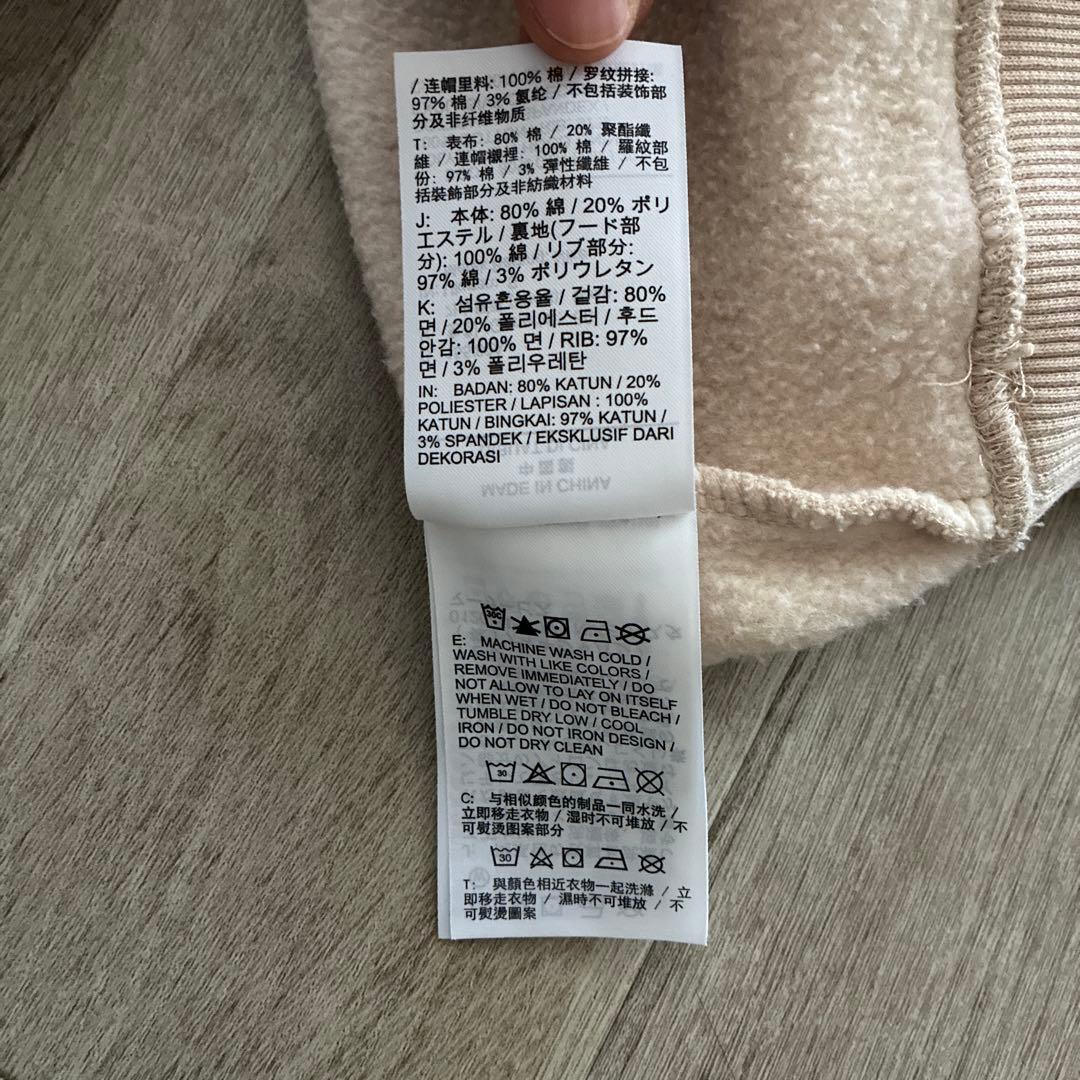 / 连帽里料: 100% 棉 / 罗纹拼接:
97% 棉 / 3% 氨纶 / 不包括装饰部
分及非纤维物质
T: 表布: 80% 棉 / 20% 聚酯纖
維 / 連帽襯裡: 100% 棉 / 羅紋部
份: 97% 棉 / 3% 彈性纖維 / 不包
括裝飾部分及非紡織材料
J: 本体: 80% 綿 / 20% ポリ
エステル / 裏地(フード部
分): 100% 綿 / リブ部分:
97% 綿 / 3% ポリウレタン
K: 섬유혼용율 / 겉감: 80%
면 / 20% 폴리에스터 / 후드
안감: 100% 면 / RIB: 97%
면 / 3% 폴리우레탄
IN: BADAN: 80% KATUN / 20%
POLIESTER / LAPISAN : 100%
KATUN / BINGKAI: 97% KATUN /
3% SPANDEK / EKSKLUSIF DARI
DEKORASI
中國製
MADE IN CHINA
30C
E: MACHINE WASH COLD /
WASH WITH LIKE COLORS /
REMOVE IMMEDIATELY / DO
NOT ALLOW TO LAY ON ITSELF
WHEN WET / DO NOT BLEACH /
TUMBLE DRY LOW / COOL
IRON / DO NOT IRON DESIGN /
DO NOT DRY CLEAN
30
C: 与相似颜色的制品一同水洗 /
立即移走衣物 / 湿时不可堆放 / 不
可熨烫图案部分
30
T: 與顏色相近衣物一起洗滌 / 立
即移走衣物 / 濕時不可堆放 / 不
可熨燙圖案